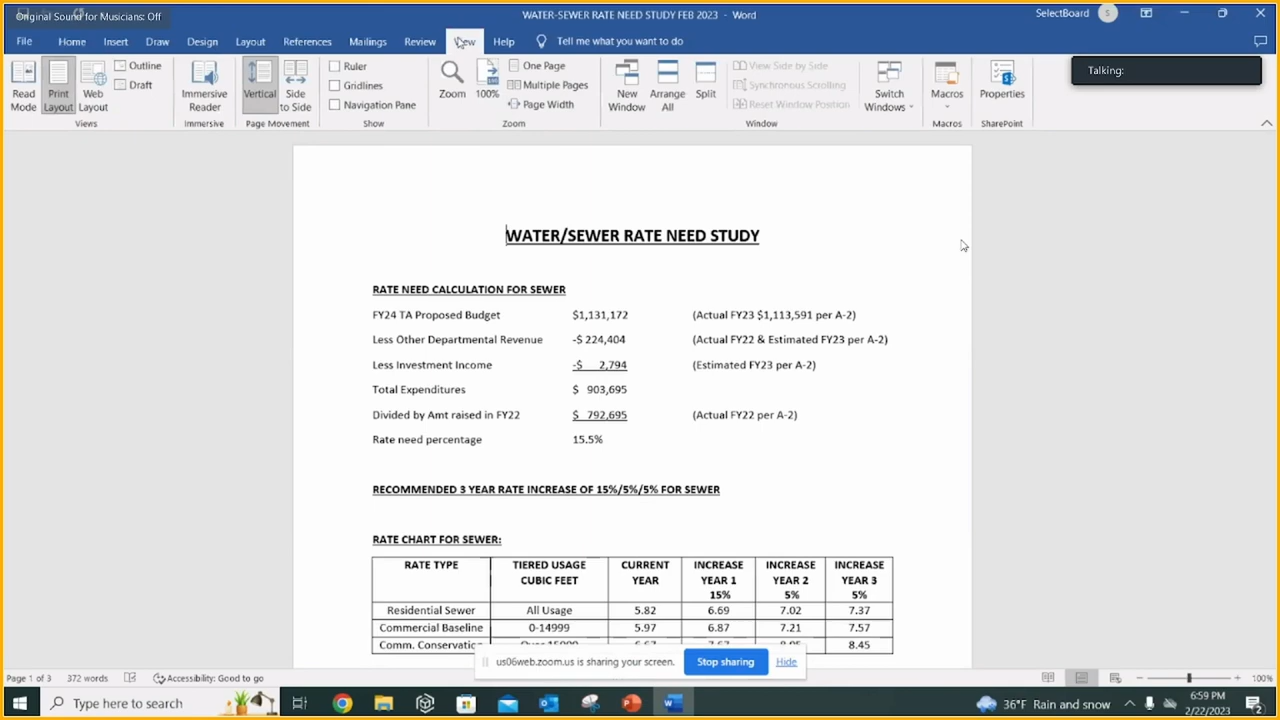 Original Sound for Musicians: Off
WATER-SEWER RATE NEED STUDY FEB 2023 - Word
SelectBoard S
File Home Insert Draw Design Layout References Mailings Review View Help Tell me what you want to do
Talking:
Read Mode
Print Layout
Web Layout
Outline
Draft
Views
Immersive Reader
Immersive
Vertical
Side to Side
Page Movement
Ruler
Gridlines
Navigation Pane
Show
Zoom
100%
One Page
Multiple Pages
Page Width
Zoom
New Window
Arrange All
Split
View Side by Side
Synchronous Scrolling
Reset Window Position
Window
Switch Windows
Macros
Macros
Properties
SharePoint
WATER/SEWER RATE NEED STUDY
RATE NEED CALCULATION FOR SEWER
FY24 TA Proposed Budget $1,131,172 (Actual FY23 $1,113,591 per A-2)
Less Other Departmental Revenue -$ 224,404 (Actual FY22 & Estimated FY23 per A-2)
Less Investment Income -$ 2,794 (Estimated FY23 per A-2)
Total Expenditures $ 903,695
Divided by Amt raised in FY22 $ 792,695 (Actual FY22 per A-2)
Rate need percentage 15.5%
RECOMMENDED 3 YEAR RATE INCREASE OF 15%/5%/5% FOR SEWER
RATE CHART FOR SEWER:
RATE TYPE TIERED USAGE CURRENT INCREASE INCREASE INCREASE
CUBIC FEET YEAR YEAR 1 YEAR 2 YEAR 3
15% 5% 5%
Residential Sewer All Usage 5.82 6.69 7.02 7.37
Commercial Baseline 0-14999 5.97 6.87 7.21 7.57
Comm. Conservation 8.45
us06web.zoom.us is sharing your screen. Stop sharing Hide
Page 1 of 3 372 words Accessibility: Good to go 100%
Type here to search
36°F Rain and snow
6:59 PM
2/22/2023
2